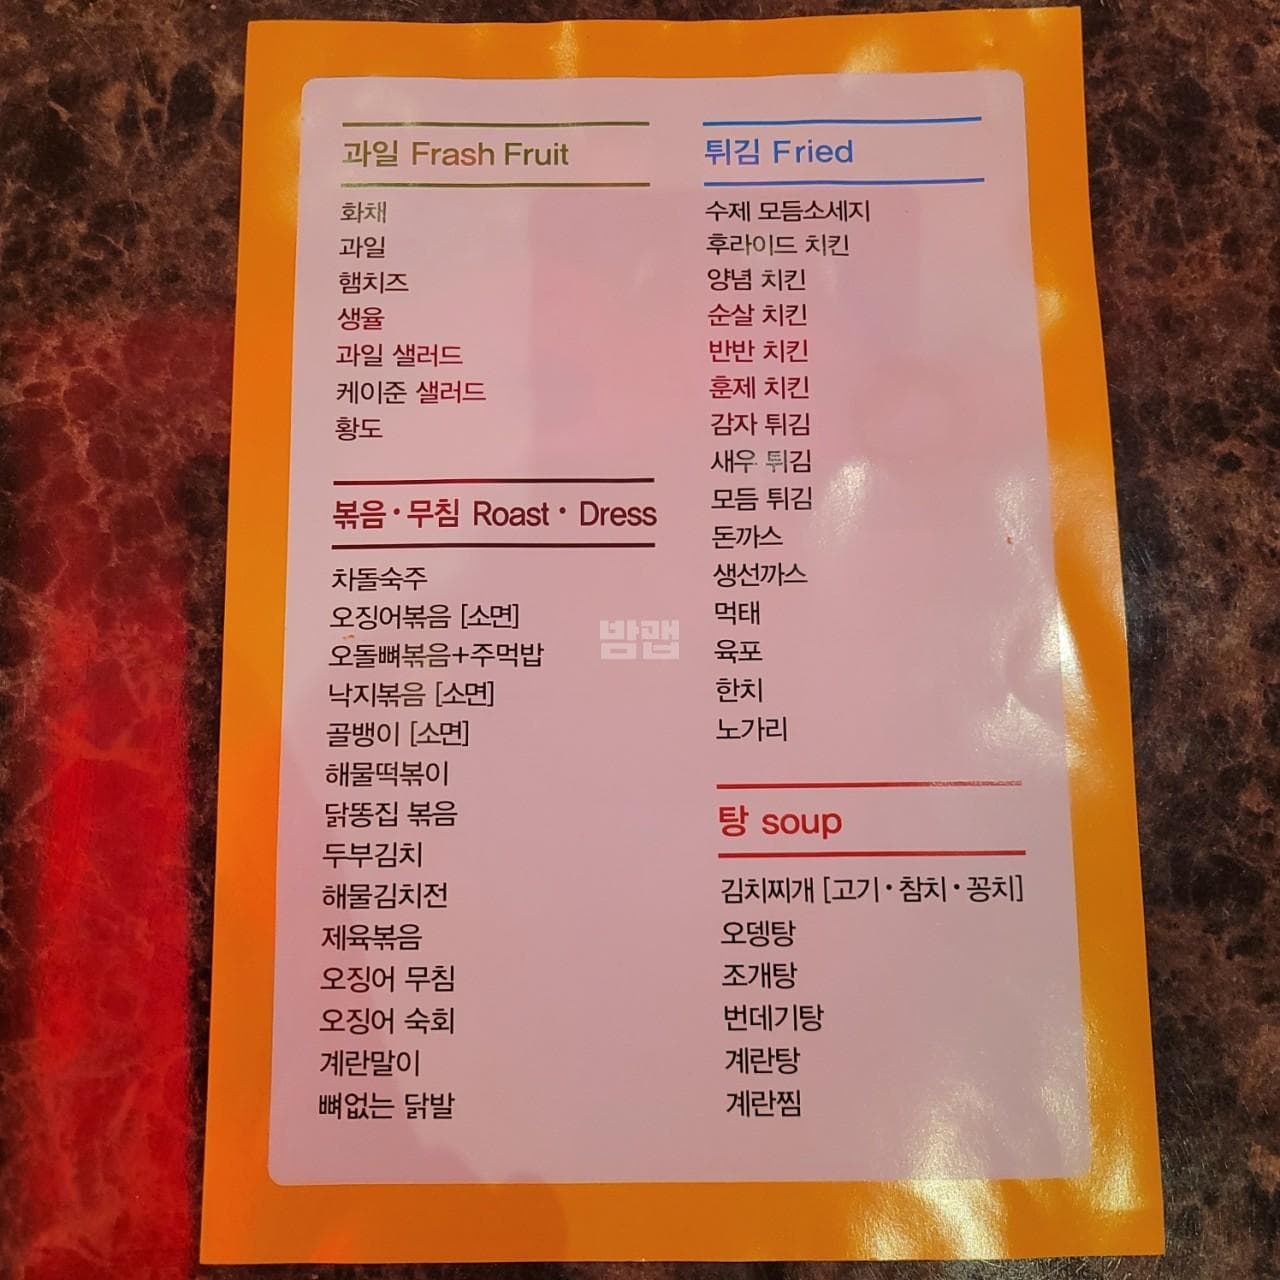 과일 Frash Fruit
화채
과일
햄치즈
생율
과일 샐러드
케이준 샐러드
황도
볶음·무침 Roast· Dress
차돌숙주
오징어볶음 [소면]
오돌뼈볶음+주먹밥
낙지볶음 [소면]
골뱅이 [소면]
해물떡볶이
닭똥집 볶음
두부김치
해물김치전
제육볶음
오징어 무침
오징어 숙회
계란말이
뼈없는 닭발
튀김 Fried
수제 모듬소세지
후라이드 치킨
양념 치킨
순살 치킨
반반 치킨
훈제 치킨
감자 튀김
새우 튀김
모듬 튀김
돈까스
생선까스
먹태
육포
한치
노가리
탕 soup
김치찌개 [고기·참치·꽁치]
오뎅탕
조개탕
번데기탕
계란탕
계란찜
밤맵